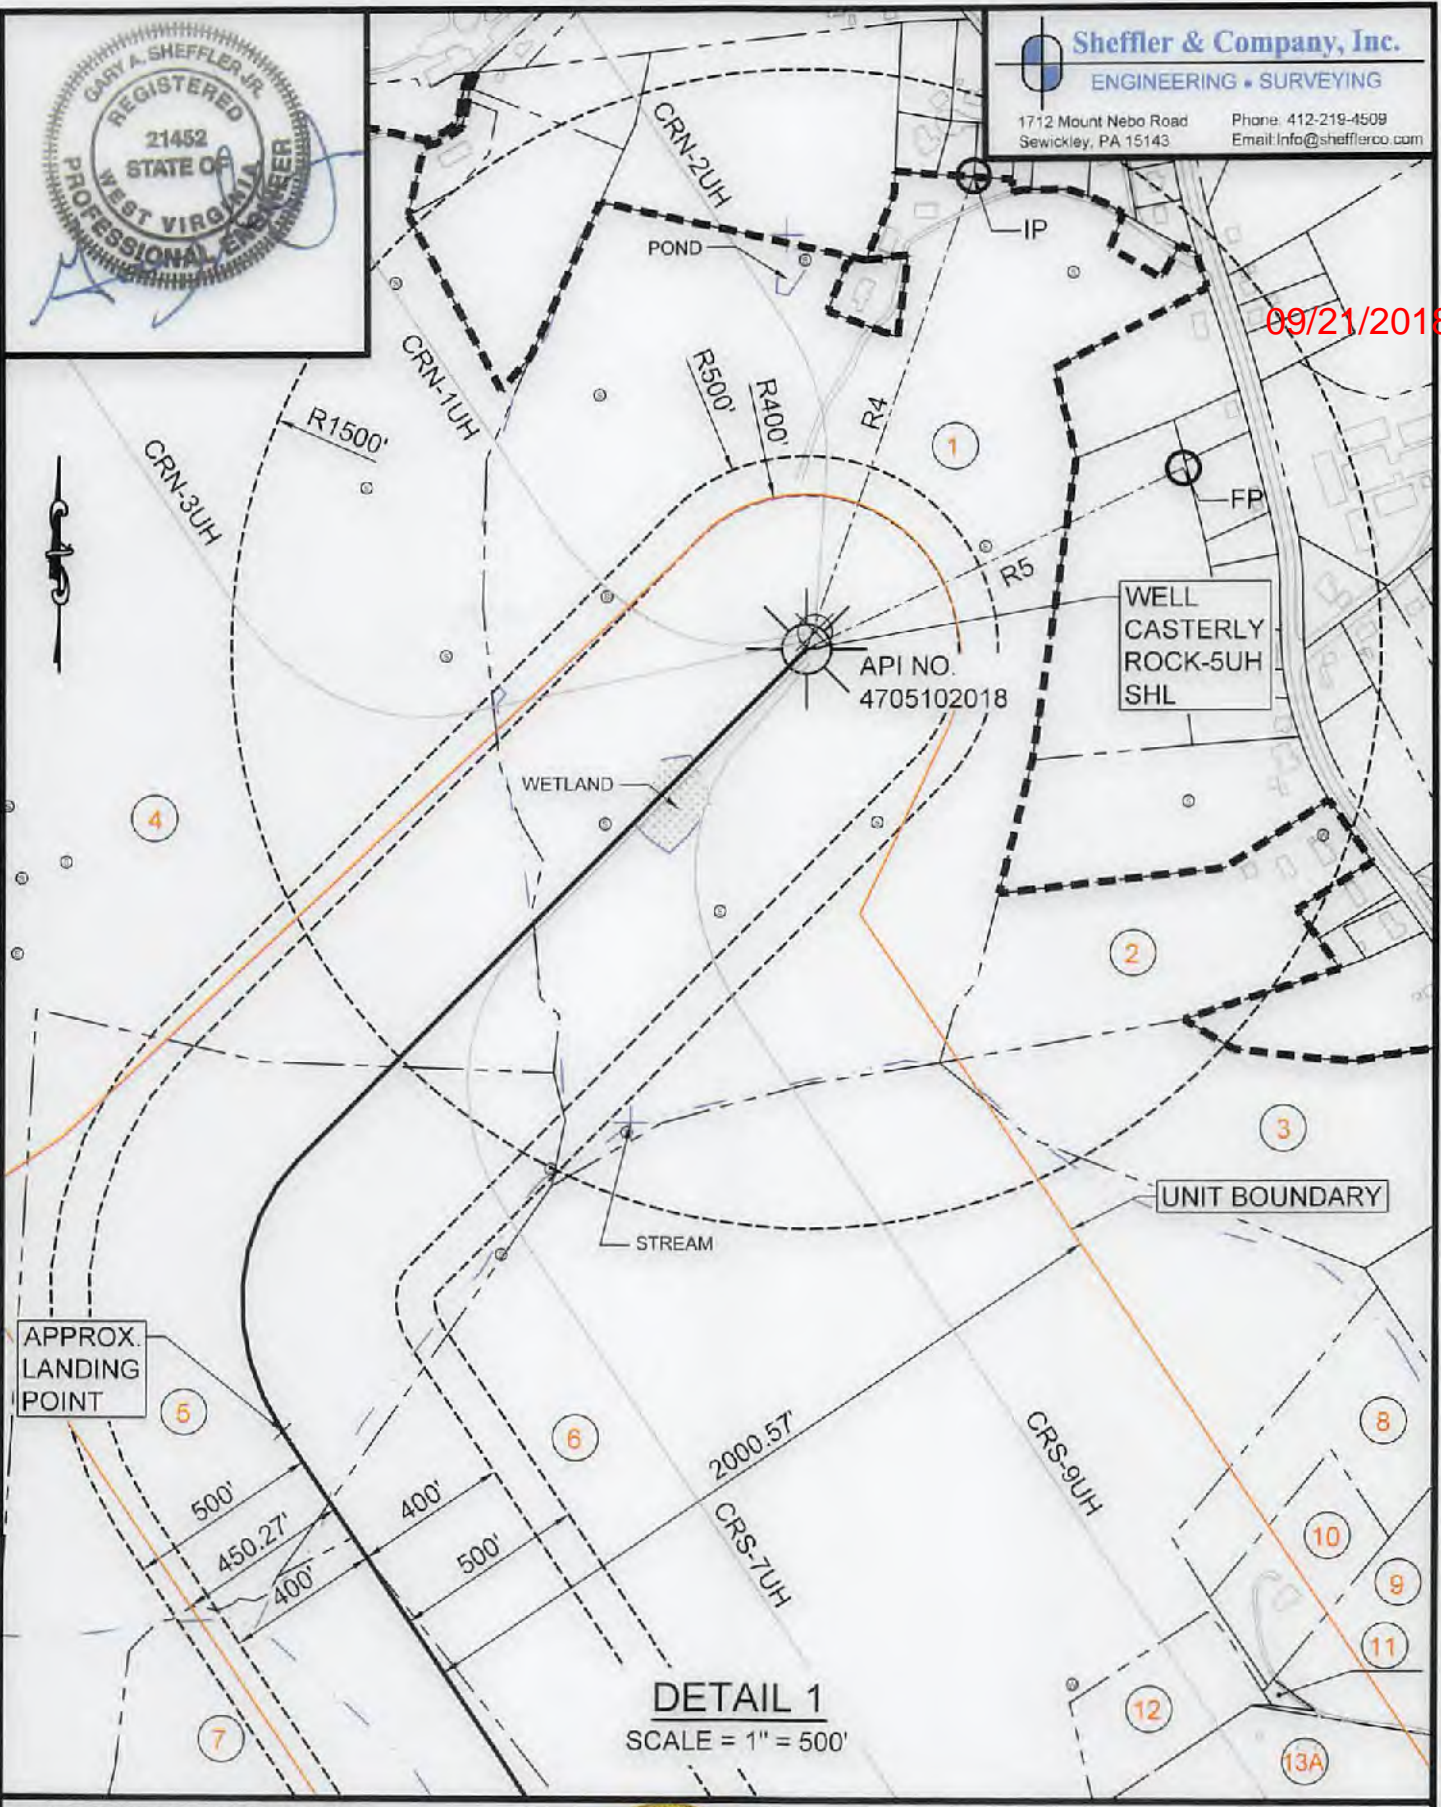 GARY A. SHEFFLER JR.
REGISTERED
21452
STATE OF
WEST VIRGINIA
PROFESSIONAL ENGINEER
Sheffler & Company, Inc.
ENGINEERING • SURVEYING
1712 Mount Nebo Road
Sewickley, PA 15143
Phone: 412-219-4509
Email:Info@shefflerco.com
09/21/2018
CRN-2UH
POND
IP
CRN-1UH
R500'
R400'
R4
1
R1500'
CRN-3UH
FP
R5
WELL
CASTERLY
ROCK-5UH
SHL
API NO.
4705102018
WETLAND
4
2
3
UNIT BOUNDARY
STREAM
APPROX.
LANDING
POINT
5
6
2000.57'
CRS-9UH
8
500'
450.27'
400'
400'
500'
CRS-7UH
10
9
11
DETAIL 1
SCALE = 1" = 500'
7
12
13A